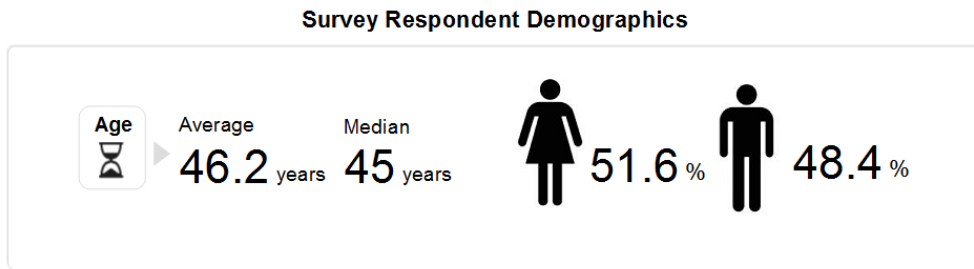 Survey Respondent Demographics
Age
Average
46.2 years
Median
45 years
51.6 %
48.4 %